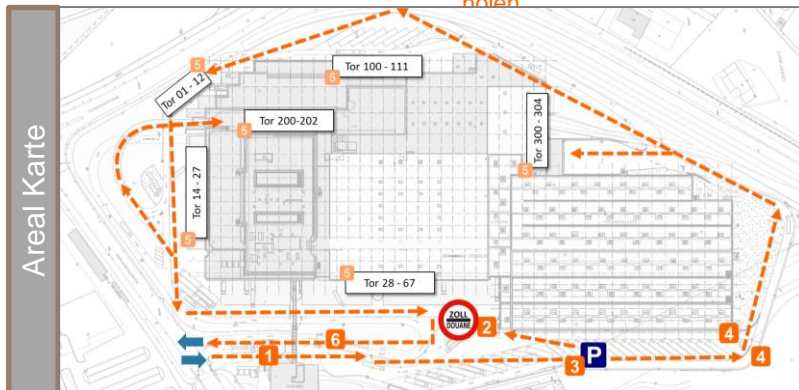 holen
Areal Karte
5
Tor 01 - 12
Tor 100 - 111
5
Tor 200-202
5
Tor 300 - 304
5
Tor 14 - 27
5
5
Tor 28 - 67
ZOLL
DOUANE
2
6
1
3
P
4
4